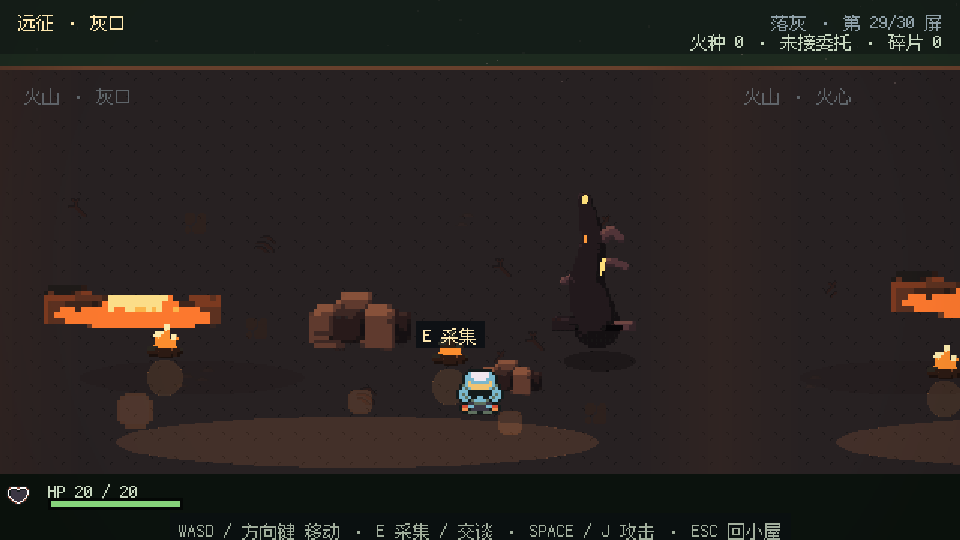 远征 · 灰口
落灰 · 第 29/30 屏
火种 0 · 未接委托 · 碎片 0
火山 · 灰口
火山 · 火心
E 采集
HP 20 / 20
WASD / 方向键 移动 · E 采集 / 交谈 · SPACE / J 攻击 · ESC 回小屋